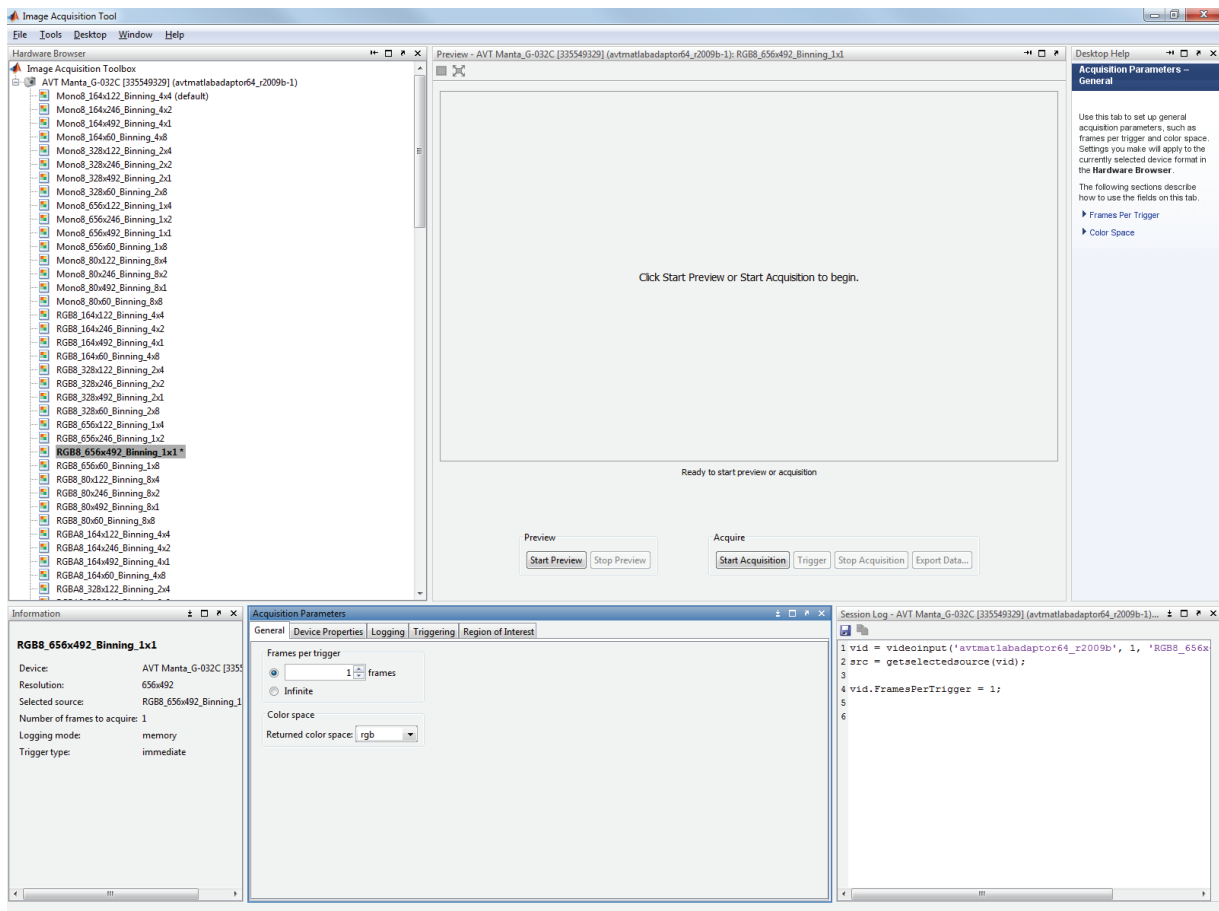 Image Acquisition Tool
File Tools Desktop Window Help
Hardware Browser
Image Acquisition Toolbox
AVT Manta_G-032C [335549329] (avtmatlabadaptor64_r2009b-1)
Mono8_164x122_Binning_4x4 (default)
Mono8_164x246_Binning_4x2
Mono8_164x492_Binning_4x1
Mono8_164x60_Binning_4x8
Mono8_328x122_Binning_2x4
Mono8_328x246_Binning_2x2
Mono8_328x492_Binning_2x1
Mono8_328x60_Binning_2x8
Mono8_656x122_Binning_1x4
Mono8_656x246_Binning_1x2
Mono8_656x492_Binning_1x1
Mono8_656x60_Binning_1x8
Mono8_80x122_Binning_8x4
Mono8_80x246_Binning_8x2
Mono8_80x492_Binning_8x1
Mono8_80x60_Binning_8x8
RGB8_164x122_Binning_4x4
RGB8_164x246_Binning_4x2
RGB8_164x492_Binning_4x1
RGB8_164x60_Binning_4x8
RGB8_328x122_Binning_2x4
RGB8_328x246_Binning_2x2
RGB8_328x492_Binning_2x1
RGB8_328x60_Binning_2x8
RGB8_656x122_Binning_1x4
RGB8_656x246_Binning_1x2
RGB8_656x492_Binning_1x1 *
RGB8_656x60_Binning_1x8
RGB8_80x122_Binning_8x4
RGB8_80x246_Binning_8x2
RGB8_80x492_Binning_8x1
RGB8_80x60_Binning_8x8
RGBA8_164x122_Binning_4x4
RGBA8_164x246_Binning_4x2
RGBA8_164x492_Binning_4x1
RGBA8_164x60_Binning_4x8
RGBA8_328x122_Binning_2x4
Preview - AVT Manta_G-032C [335549329] (avtmatlabadaptor64_r2009b-1): RGB8_656x492_Binning_1x1
Click Start Preview or Start Acquisition to begin.
Ready to start preview or acquisition
Preview
Start Preview Stop Preview
Acquire
Start Acquisition Trigger Stop Acquisition Export Data...
Desktop Help
Acquisition Parameters –
General
Use this tab to set up general
acquisition parameters, such as
frames per trigger and color space.
Settings you make will apply to the
currently selected device format in
the Hardware Browser.
The following sections describe
how to use the fields on this tab.
Frames Per Trigger
Color Space
Information
RGB8_656x492_Binning_1x1
Device: AVT Manta_G-032C [3355
Resolution: 656x492
Selected source: RGB8_656x492_Binning_1
Number of frames to acquire: 1
Logging mode: memory
Trigger type: immediate
Acquisition Parameters
General Device Properties Logging Triggering Region of Interest
Frames per trigger
1 frames
Infinite
Color space
Returned color space: rgb
Session Log - AVT Manta_G-032C [335549329] (avtmatlabadaptor64_r2009b-1)...
1 vid = videoinput('avtmatlabadaptor64_r2009b', 1, 'RGB8_656x
2 src = getselectedsource(vid);
3
4 vid.FramesPerTrigger = 1;
5
6